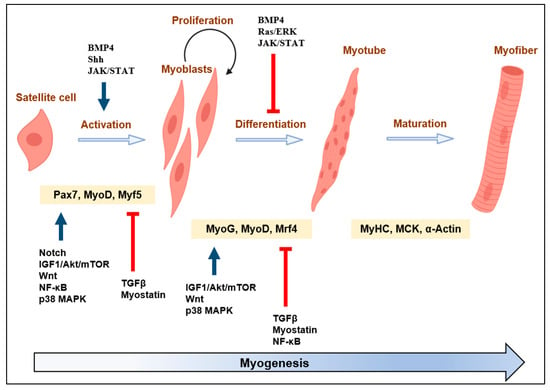 Proliferation
BMP4
Shh
JAK/STAT
BMP4
Ras/ERK
JAK/STAT
Satellite cell
Myoblasts
Myotube
Myofiber
Activation
Differentiation
Maturation
Pax7, MyoD, Myf5
MyoG, MyoD, Mrf4
MyHC, MCK, α-Actin
Notch
IGF1/Akt/mTOR
Wnt
NF-κB
p38 MAPK
TGFβ
Myostatin
IGF1/Akt/mTOR
Wnt
p38 MAPK
TGFβ
Myostatin
NF-κB
Myogenesis